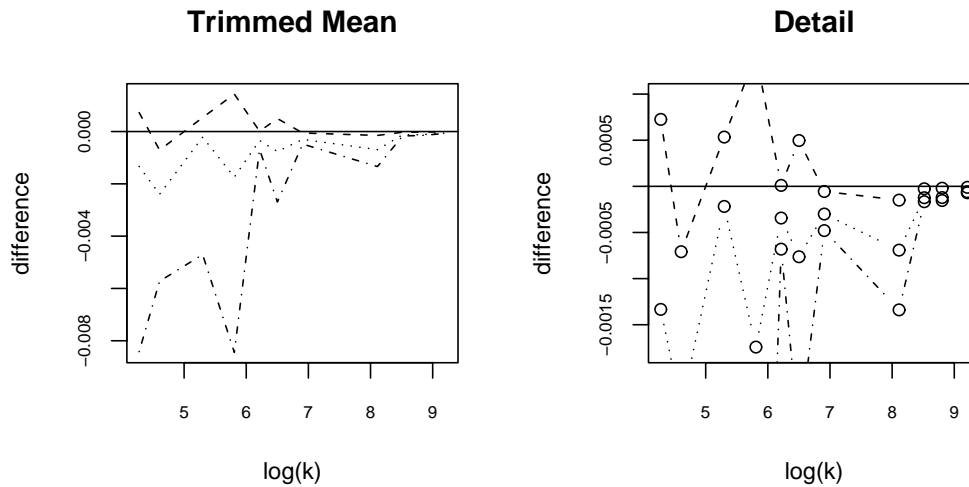 Trimmed Mean
difference
0.000
−0.004
−0.008
5 6 7 8 9
log(k)
Detail
difference
0.0005
−0.0005
−0.0015
5 6 7 8 9
log(k)